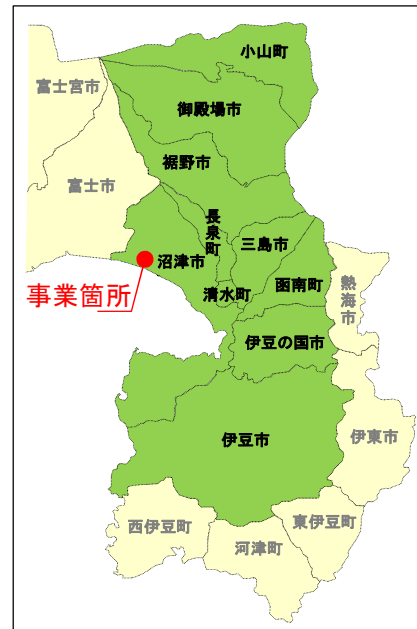 小山町
富士宮市
御殿場市
裾野市
富士市
長泉町
三島市
沼津市
函南町
熱海市
清水町
事業箇所
伊豆の国市
伊豆市
伊東市
東伊豆町
西伊豆町
河津町